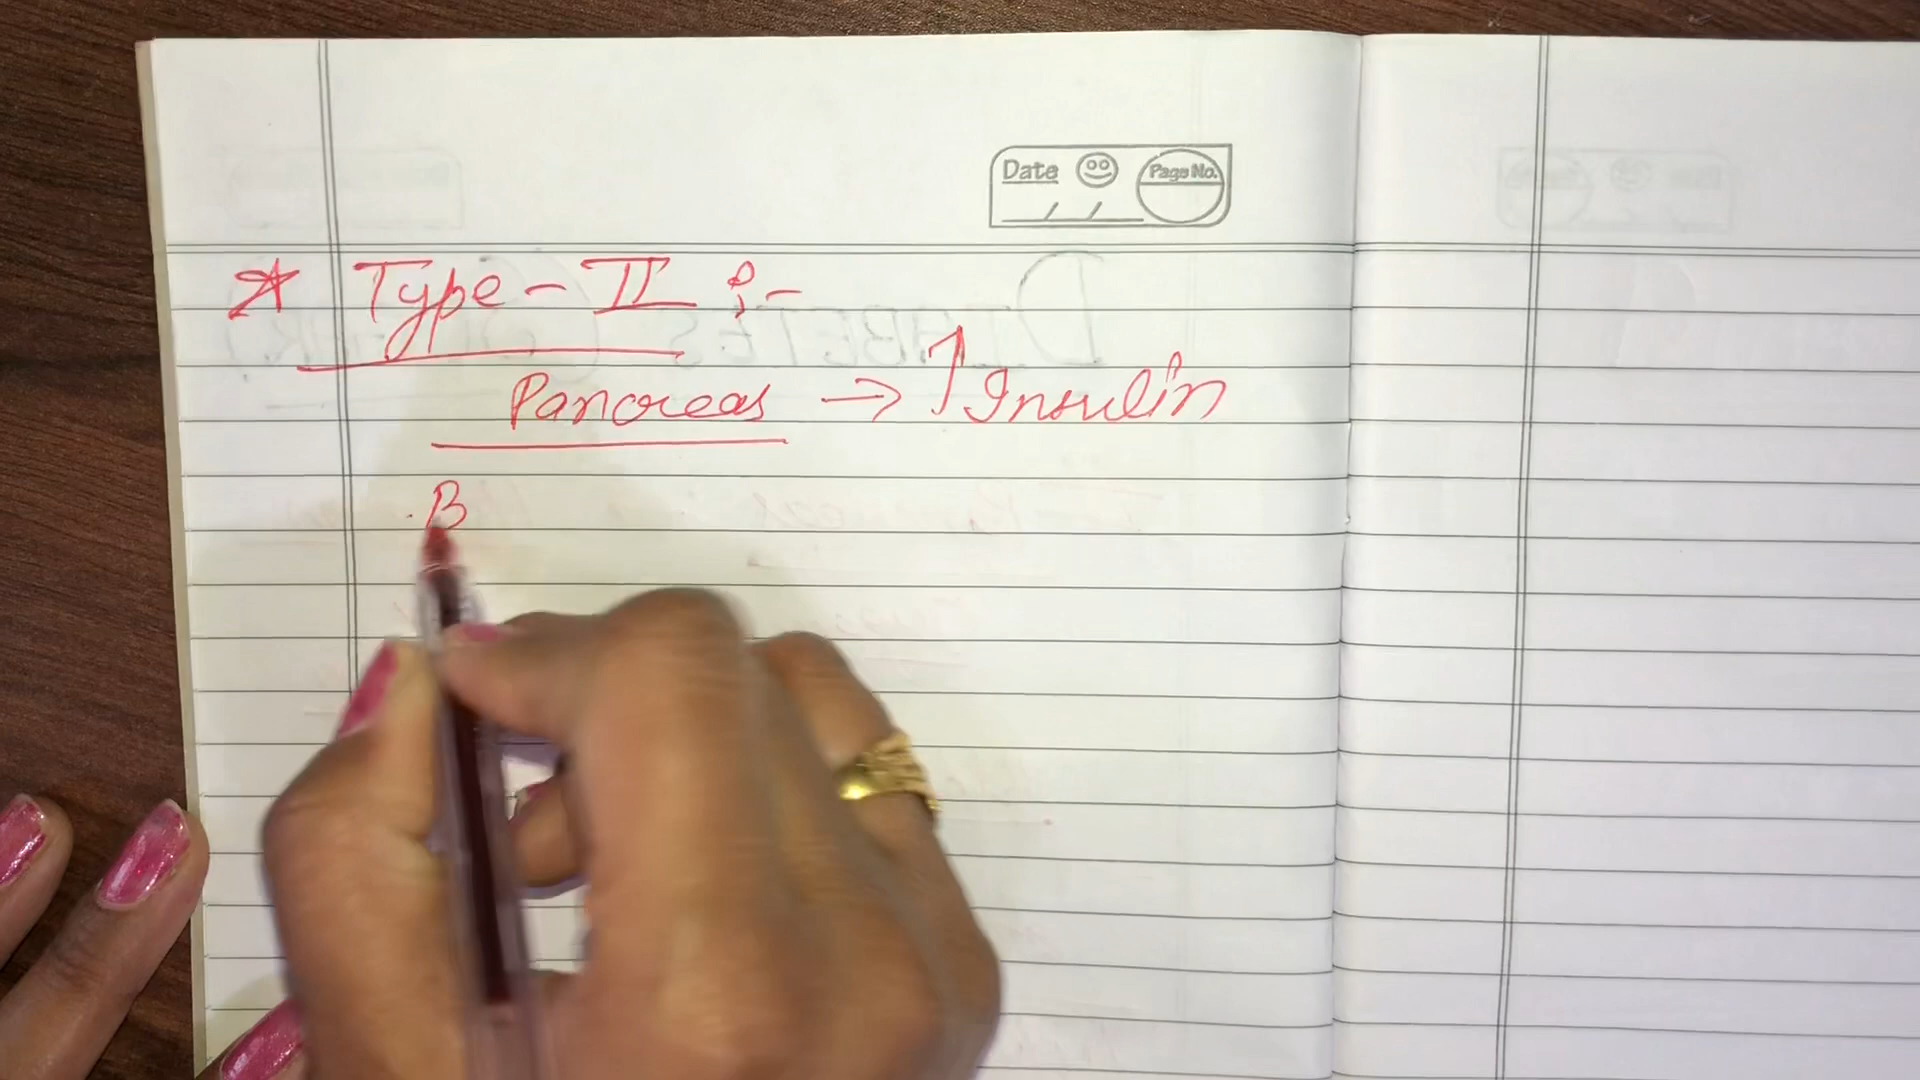 Date Page No.
* Type - II :-
Pancreas → ↑ Insulin
B